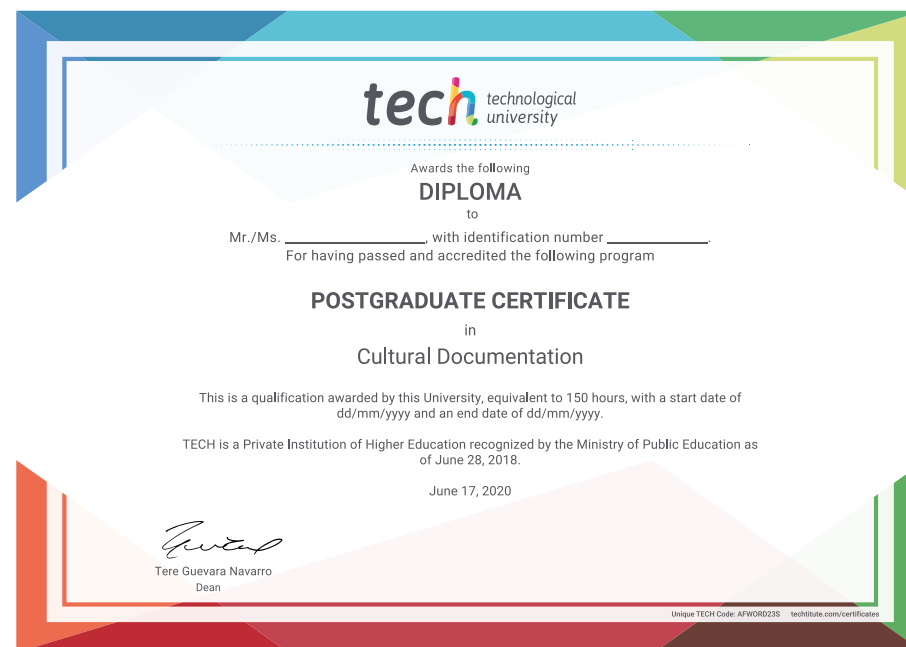 tech technological
university
Awards the following
DIPLOMA
to
Mr./Ms. ____________________, with identification number ______________.
For having passed and accredited the following program
POSTGRADUATE CERTIFICATE
in
Cultural Documentation
This is a qualification awarded by this University, equivalent to 150 hours, with a start date of
dd/mm/yyyy and an end date of dd/mm/yyyy.
TECH is a Private Institution of Higher Education recognized by the Ministry of Public Education as
of June 28, 2018.
June 17, 2020
Tere Guevara Navarro
Dean
Unique TECH Code: AFWORD23S techtitute.com/certificates